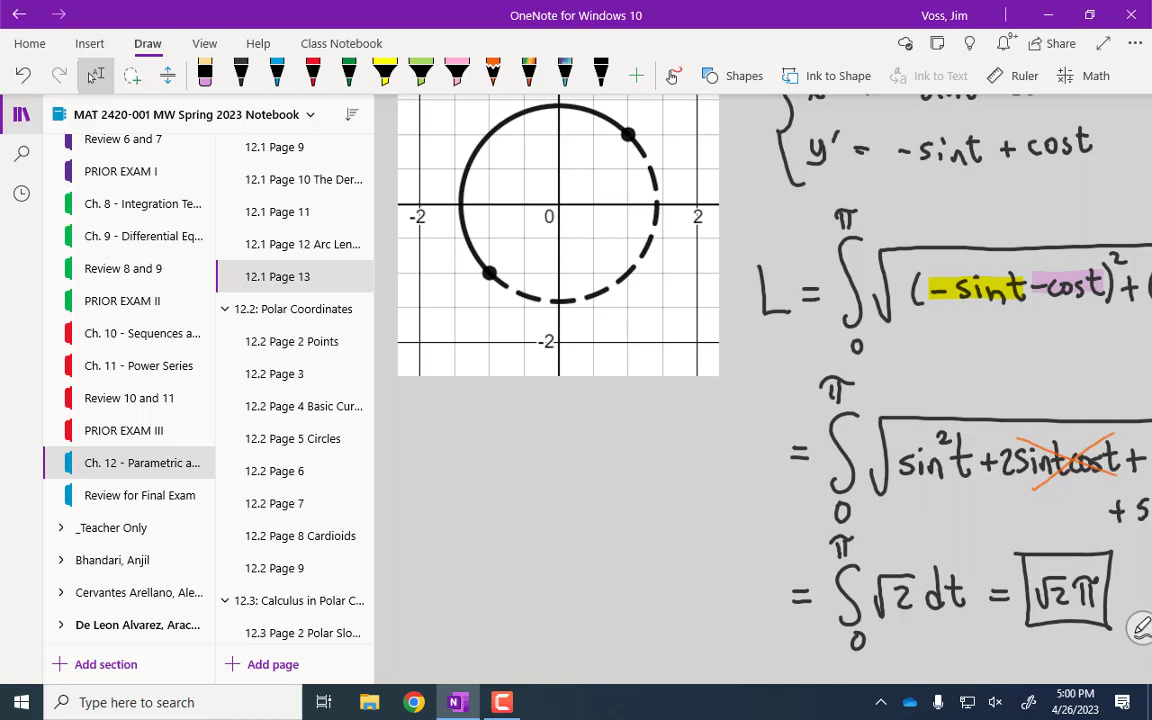 OneNote for Windows 10
Voss, Jim
Home Insert Draw View Help Class Notebook
9+
Share
Shapes Ink to Shape Ink to Text Ruler Math
MAT 2420-001 MW Spring 2023 Notebook
Review 6 and 7
PRIOR EXAM I
Ch. 8 - Integration Te...
Ch. 9 - Differential Eq...
Review 8 and 9
PRIOR EXAM II
Ch. 10 - Sequences a...
Ch. 11 - Power Series
Review 10 and 11
PRIOR EXAM III
Ch. 12 - Parametric a...
Review for Final Exam
_Teacher Only
Bhandari, Anjil
Cervantes Arellano, Ale...
De Leon Alvarez, Arac...
Add section
12.1 Page 9
12.1 Page 10 The Der...
12.1 Page 11
12.1 Page 12 Arc Len...
12.1 Page 13
12.2: Polar Coordinates
12.2 Page 2 Points
12.2 Page 3
12.2 Page 4 Basic Cur...
12.2 Page 5 Circles
12.2 Page 6
12.2 Page 7
12.2 Page 8 Cardioids
12.2 Page 9
12.3: Calculus in Polar C...
12.3 Page 2 Polar Slo...
Add page
-2 0 2
-2
y' = -sint + cost
L = ∫₀^π √(-sint -cost)² + (
= ∫₀^π √sin²t + 2sintcost +
+ s
= ∫₀^π √2 dt = √2 π
Type here to search
5:00 PM
4/26/2023